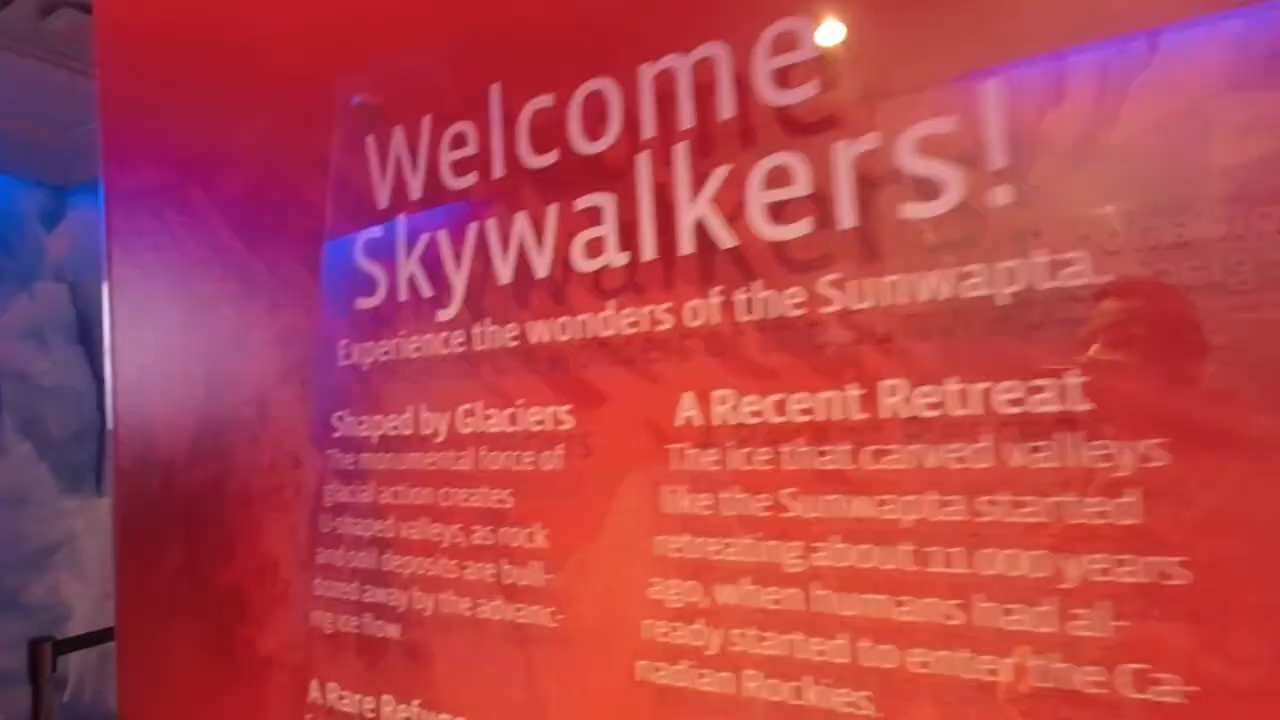 Welcome
Skywalkers!
Experience the wonders of the Sunwapta.
Shaped by Glaciers
The monumental force of
glacial action creates
U-shaped valleys, as rock
and soil deposits are bull-
dozed away by the advanc-
ing ice flow.
A Rare Refuge
A Recent Retreat
The ice that carved valleys
like the Sunwapta started
retreating about 11 000 years
ago, when humans had al-
ready started to enter the Ca-
nadian Rockies.